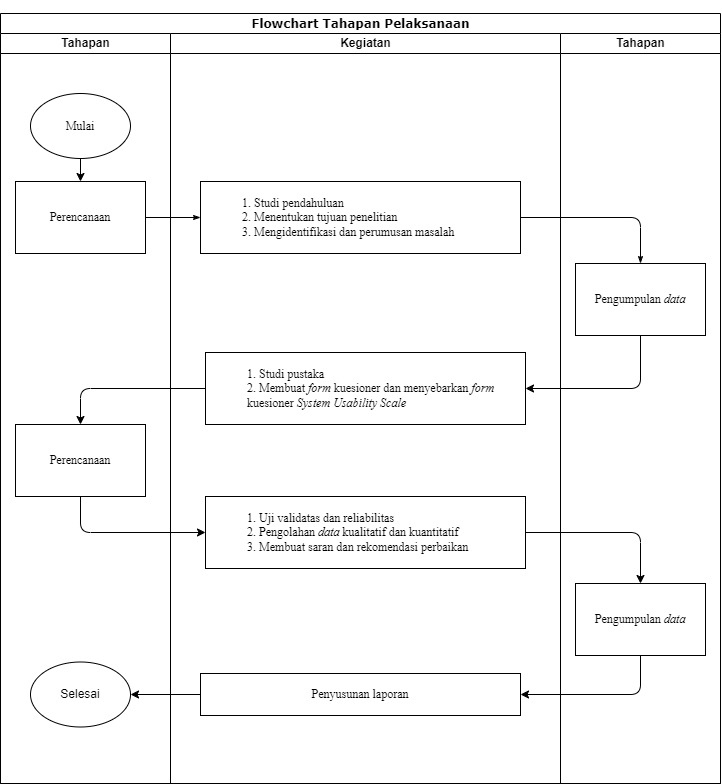 Flowchart Tahapan Pelaksanaan
Tahapan
Kegiatan
Tahapan
Mulai
Perencanaan
1. Studi pendahuluan
2. Menentukan tujuan penelitian
3. Mengidentifikasi dan perumusan masalah
Pengumpulan data
1. Studi pustaka
2. Membuat form kuesioner dan menyebarkan form
kuesioner System Usability Scale
Perencanaan
1. Uji validatas dan reliabilitas
2. Pengolahan data kualitatif dan kuantitatif
3. Membuat saran dan rekomendasi perbaikan
Pengumpulan data
Penyusunan laporan
Selesai